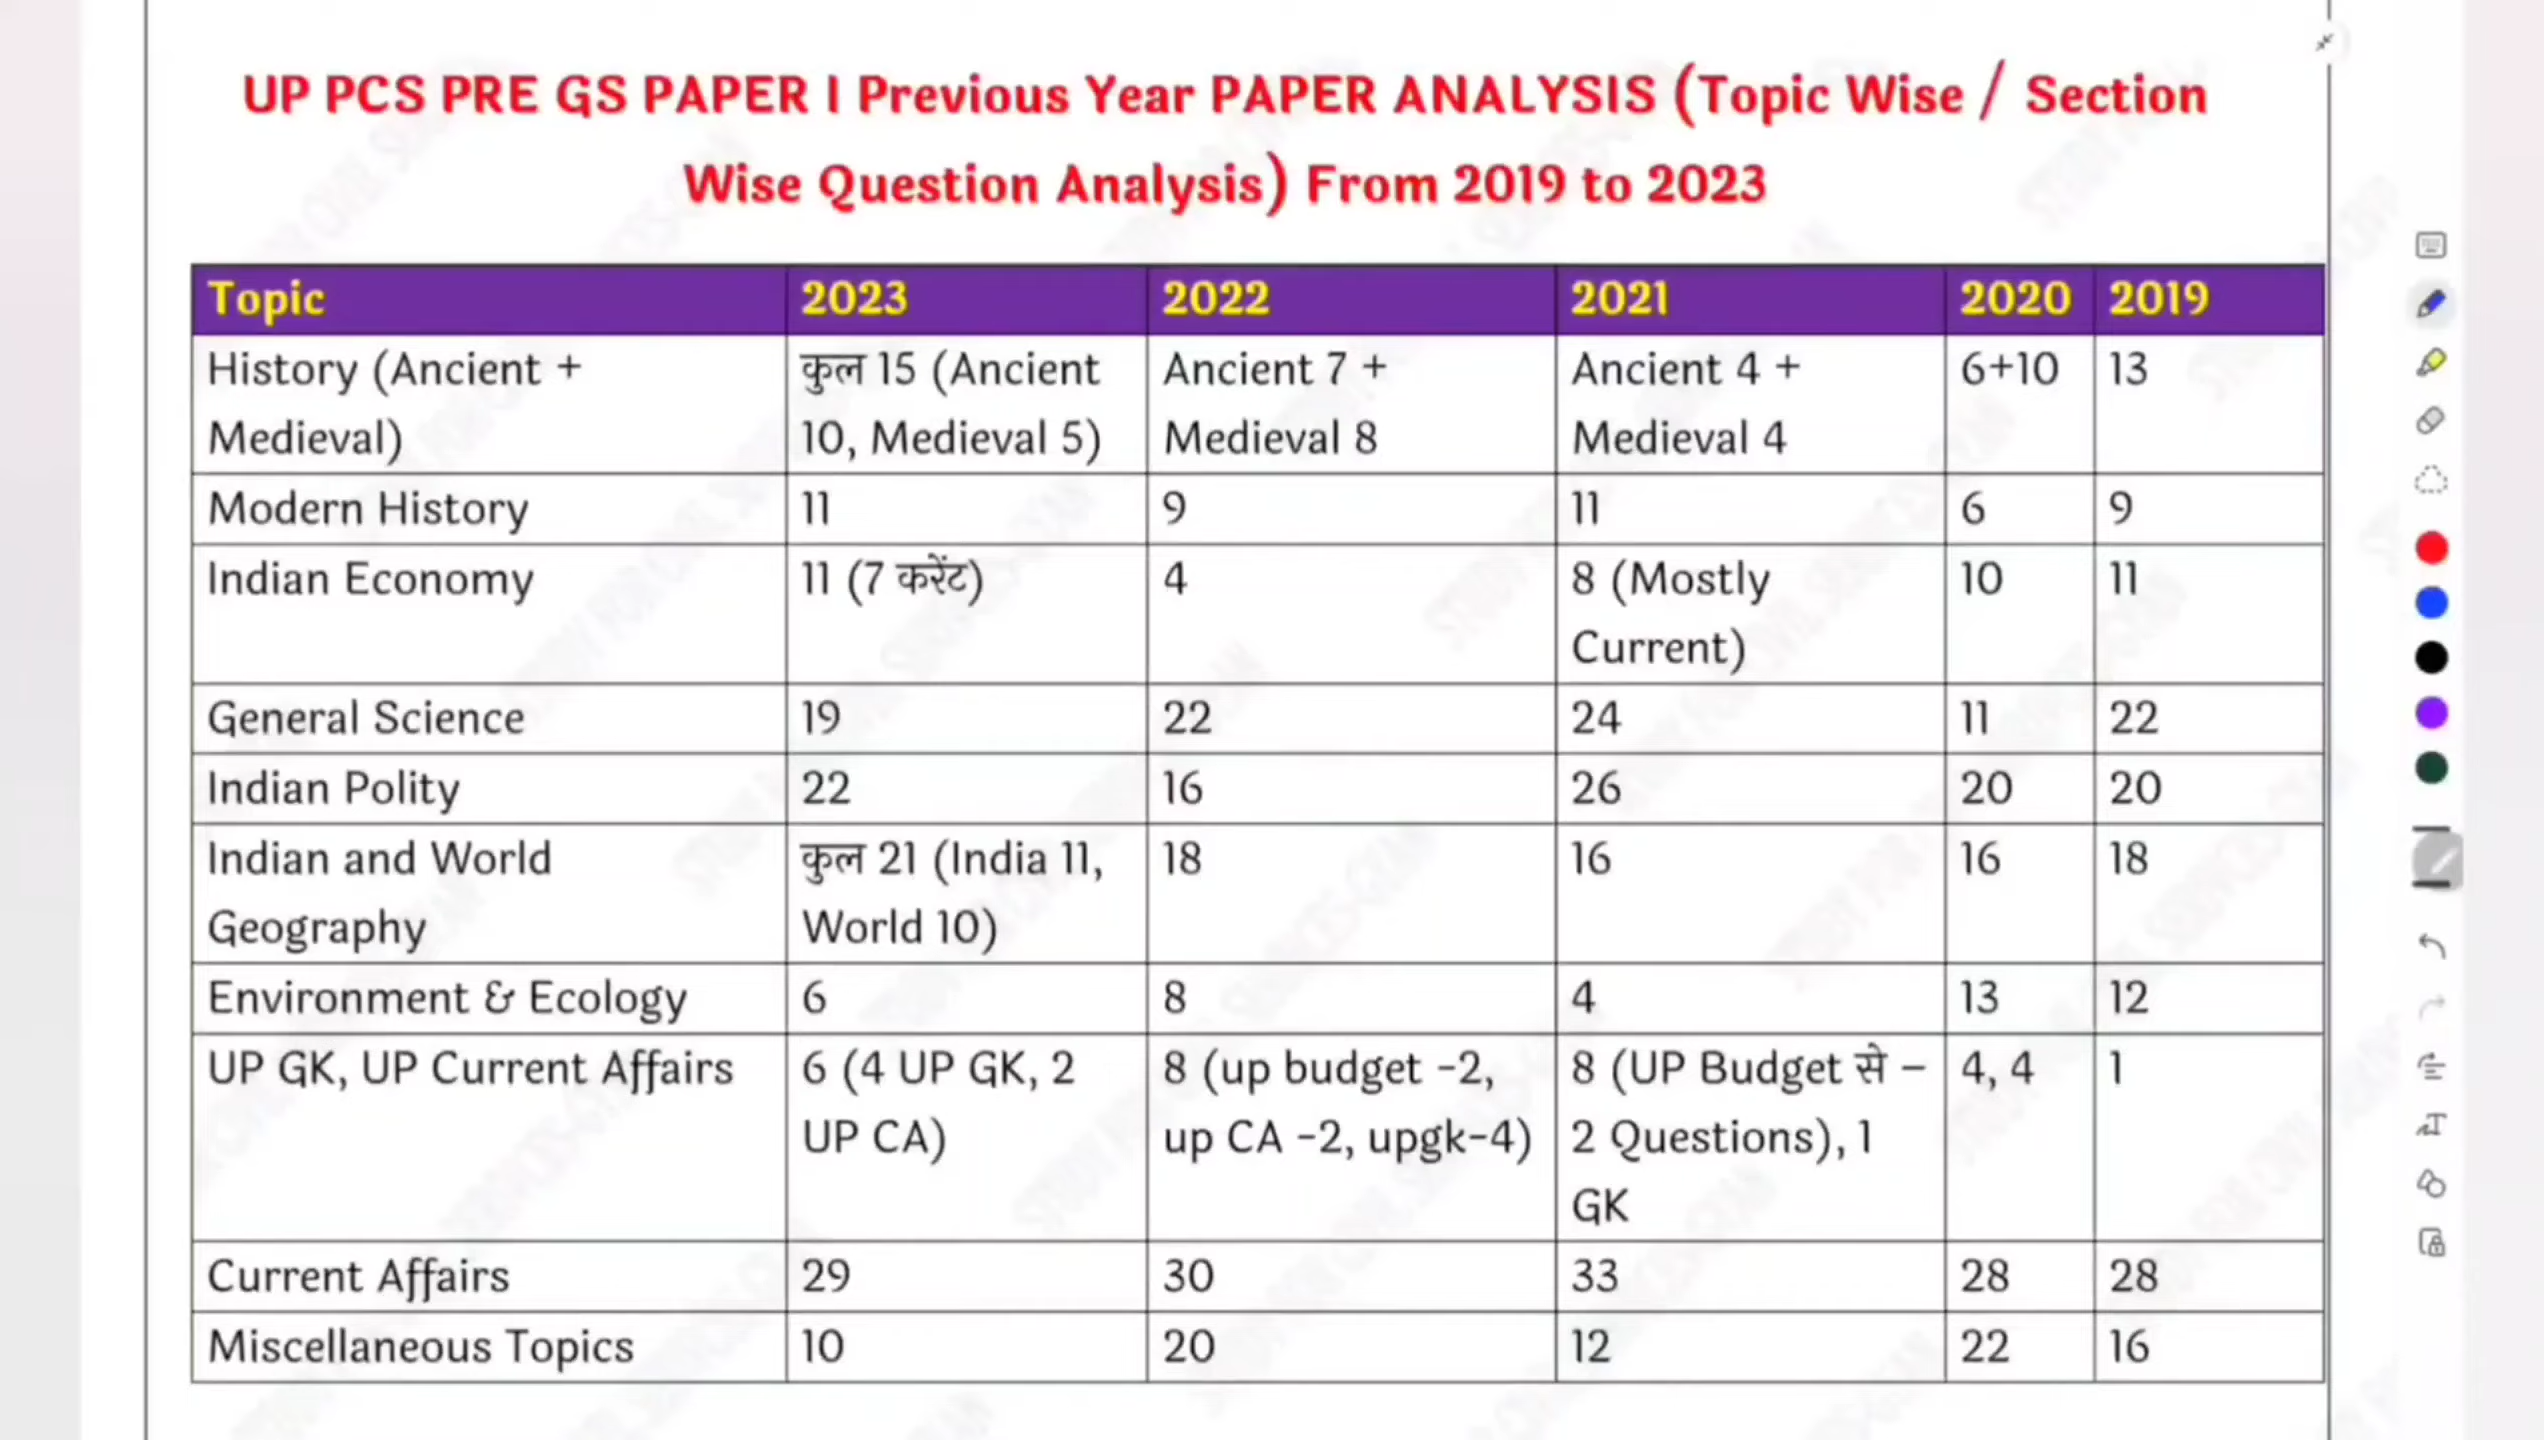 UP PCS PRE GS PAPER I Previous Year PAPER ANALYSIS (Topic Wise / Section
Wise Question Analysis) From 2019 to 2023
Topic 2023 2022 2021 2020 2019
History (Ancient + Medieval) कुल 15 (Ancient 10, Medieval 5) Ancient 7 + Medieval 8 Ancient 4 + Medieval 4 6+10 13
Modern History 11 9 11 6 9
Indian Economy 11 (7 करेंट) 4 8 (Mostly Current) 10 11
General Science 19 22 24 11 22
Indian Polity 22 16 26 20 20
Indian and World Geography कुल 21 (India 11, World 10) 18 16 16 18
Environment & Ecology 6 8 4 13 12
UP GK, UP Current Affairs 6 (4 UP GK, 2 UP CA) 8 (up budget -2, up CA -2, upgk-4) 8 (UP Budget से – 2 Questions), 1 GK 4, 4 1
Current Affairs 29 30 33 28 28
Miscellaneous Topics 10 20 12 22 16